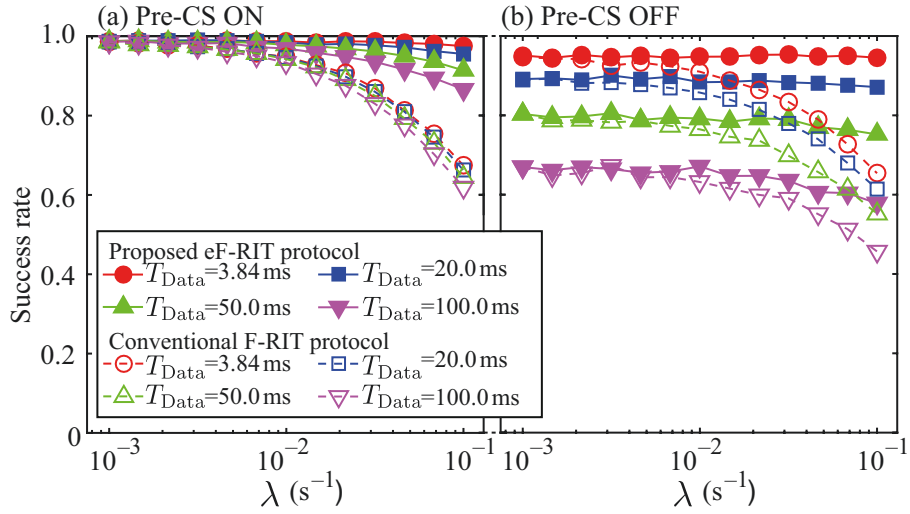 (a) Pre-CS ON
(b) Pre-CS OFF
Success rate
1.0
0.8
0.6
0.4
0.2
0
Proposed eF-RIT protocol
T_Data=3.84 ms
T_Data=20.0 ms
T_Data=50.0 ms
T_Data=100.0 ms
Conventional F-RIT protocol
T_Data=3.84 ms
T_Data=20.0 ms
T_Data=50.0 ms
T_Data=100.0 ms
10⁻³ 10⁻² 10⁻¹
10⁻³ 10⁻² 10⁻¹
λ (s⁻¹)
λ (s⁻¹)